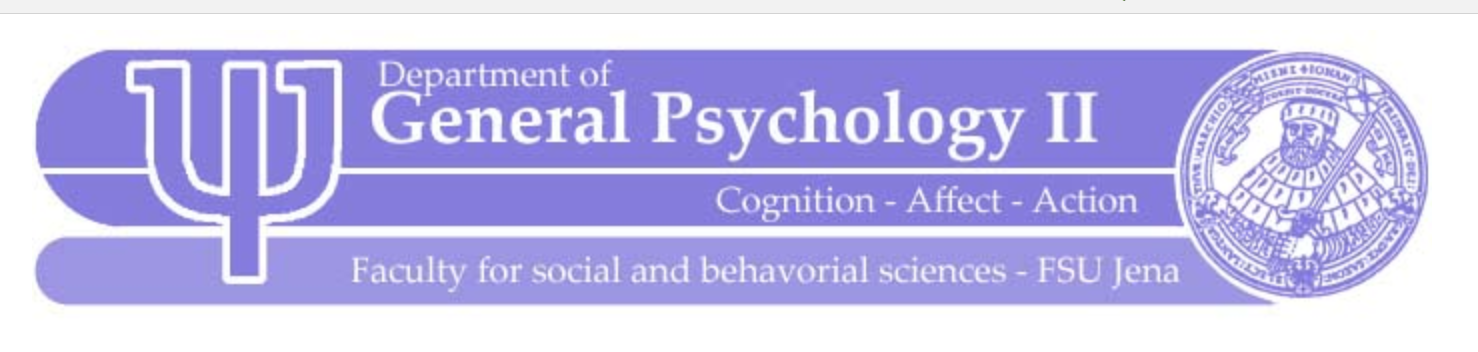 Department of
General Psychology II
Cognition - Affect - Action
Faculty for social and behavorial sciences - FSU Jena